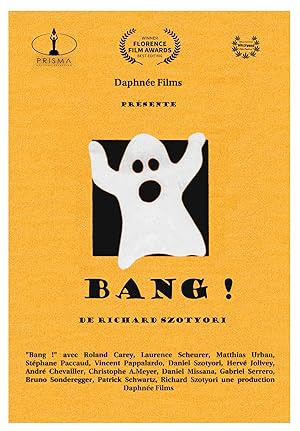 PRISMA
WINNER
FLORENCE
FILM AWARDS
BEST EDITING
Daphnée Films
PRÉSENTE
BANG !
DE RICHARD SZOTYORI
"Bang !" avec Roland Carey, Laurence Scheurer, Matthias Urban,
Stéphane Paccaud, Vincent Pappalardo, Daniel Szotyori, Hervé Jollvey,
André Chevailler, Christophe A.Meyer, Daniel Missana, Gabriel Serrero,
Bruno Sonderegger, Patrick Schwartz, Richard Szotyori une production
Daphnée Films